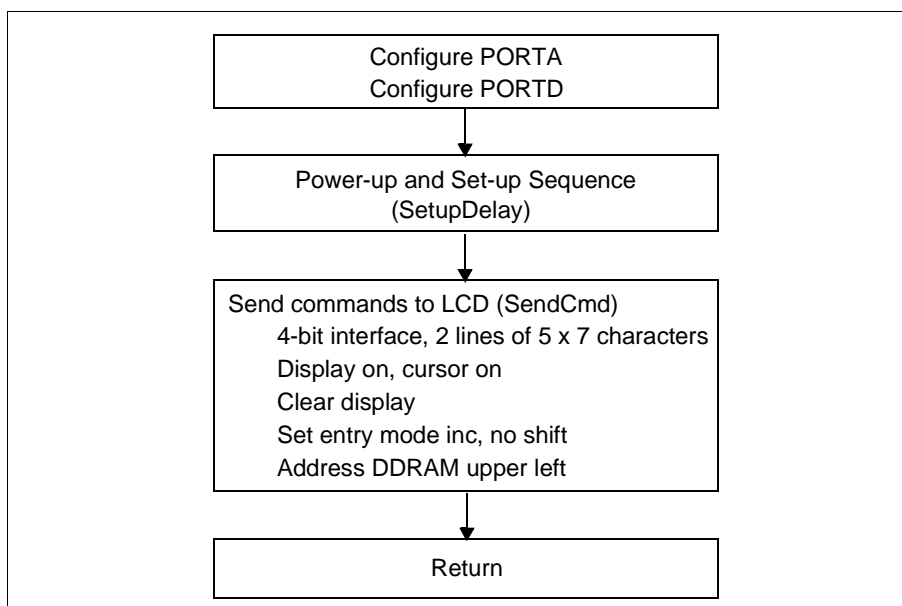 Configure PORTA
Configure PORTD
Power-up and Set-up Sequence
(SetupDelay)
Send commands to LCD (SendCmd)
4-bit interface, 2 lines of 5 x 7 characters
Display on, cursor on
Clear display
Set entry mode inc, no shift
Address DDRAM upper left
Return